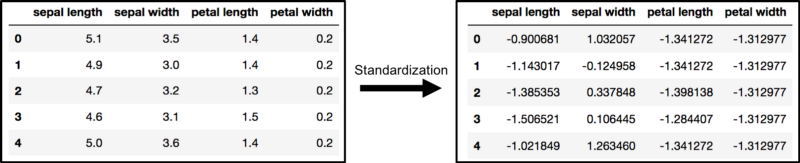 sepal length sepal width petal length petal width
0 5.1 3.5 1.4 0.2
1 4.9 3.0 1.4 0.2
2 4.7 3.2 1.3 0.2
3 4.6 3.1 1.5 0.2
4 5.0 3.6 1.4 0.2
Standardization
sepal length sepal width petal length petal width
0 -0.900681 1.032057 -1.341272 -1.312977
1 -1.143017 -0.124958 -1.341272 -1.312977
2 -1.385353 0.337848 -1.398138 -1.312977
3 -1.506521 0.106445 -1.284407 -1.312977
4 -1.021849 1.263460 -1.341272 -1.312977